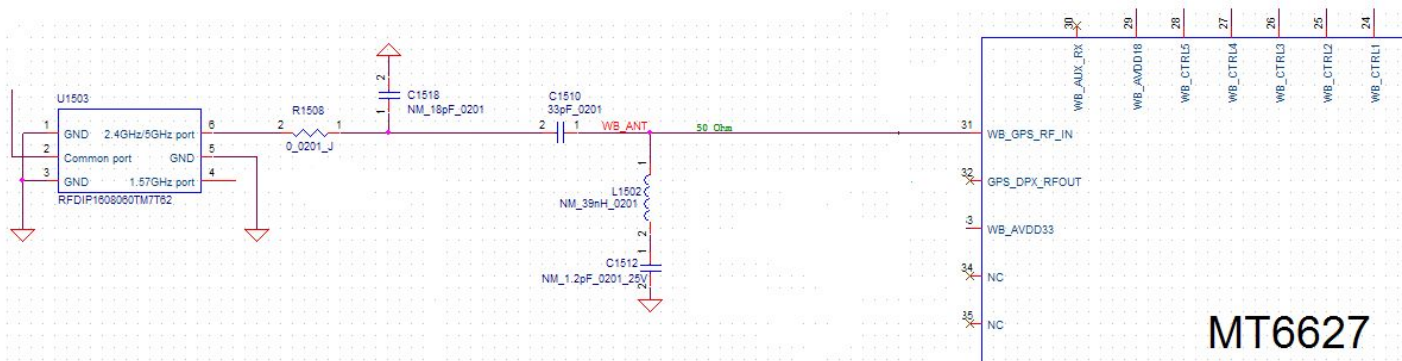 30
29
28
27
26
25
24
WB_AUX_RX
WB_AVDD18
WB_CTRL5
WB_CTRL4
WB_CTRL3
WB_CTRL2
WB_CTRL1
U1503
1
GND
2.4GHz/5GHz port
6
2
Common port
GND
5
3
GND
1.57GHz port
4
RFDIP1608060TM7T62
R1508
2
1
0_0201_J
2
C1518
1
NM_18pF_0201
C1510
33pF_0201
2
1
WB_ANT
50 Ohm
31
WB_GPS_RF_IN
32
GPS_DPX_RFOUT
3
WB_AVDD33
34
NC
35
NC
1
L1502
NM_39nH_0201
2
1
C1512
NM_1.2pF_0201_25V
2
MT6627